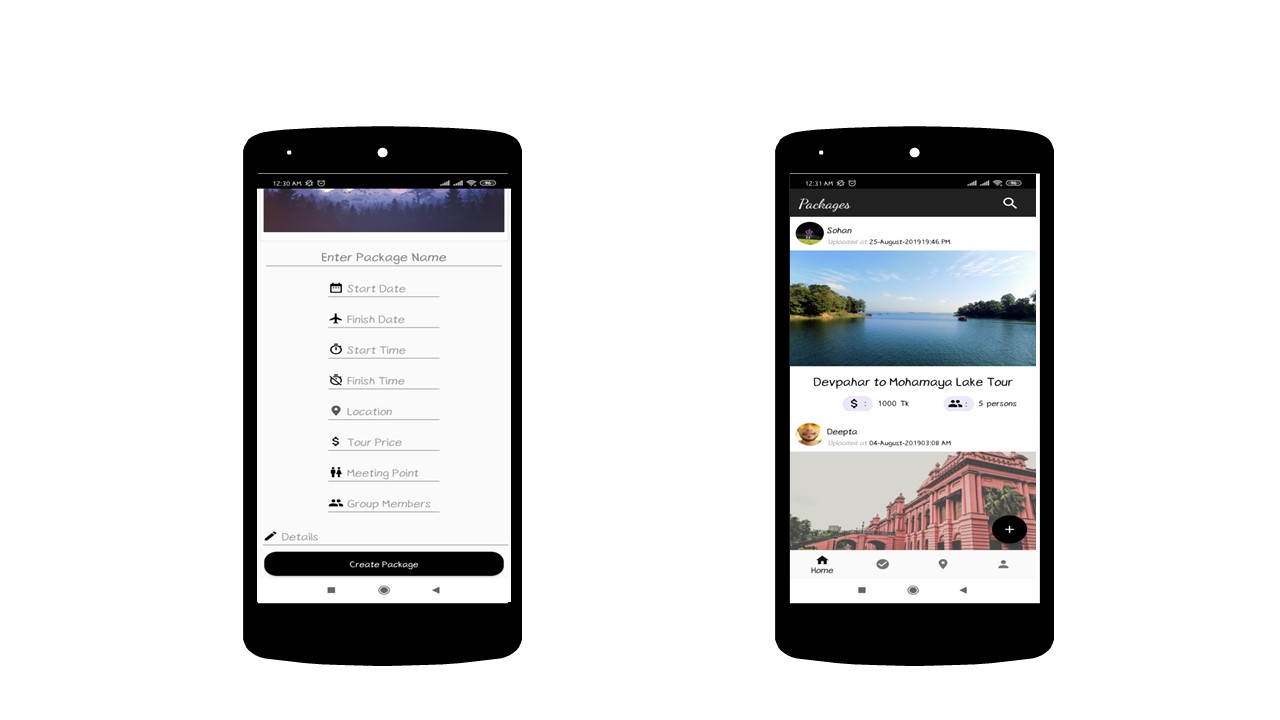 12:30 AM
Enter Package Name
Start Date
Finish Date
Start Time
Finish Time
Location
$ Tour Price
Meeting Point
Group Members
Details
Create Package
12:31 AM
Packages
Sohan
Uploaded at 25-August-201919:46 PM
Devpahar to Mohamaya Lake Tour
$ : 1000 Tk
: 5 persons
Deepta
Uploaded at 04-August-201903:08 AM
+
Home